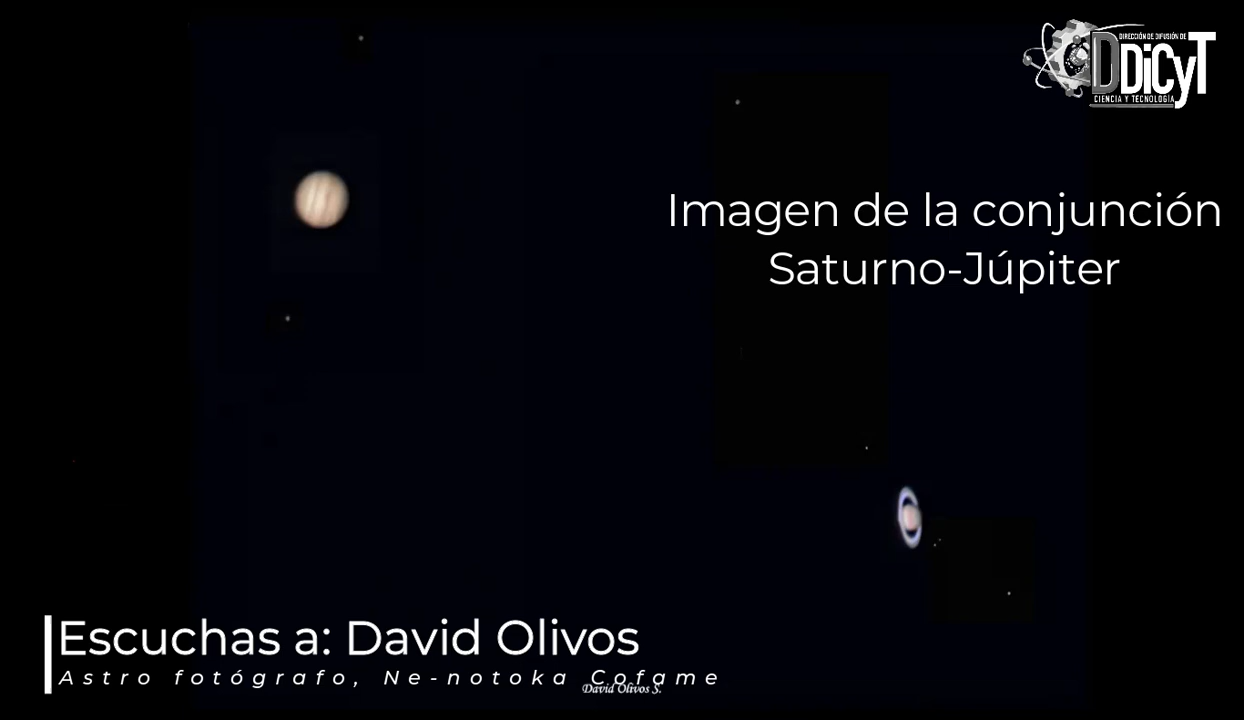 DIRECCIÓN DE DIFUSIÓN DE
DDiCyT
CIENCIA Y TECNOLOGÍA
Imagen de la conjunción
Saturno-Júpiter
Escuchas a: David Olivos
Astro fotógrafo, Ne-notoka Cofame
David Olivos S.